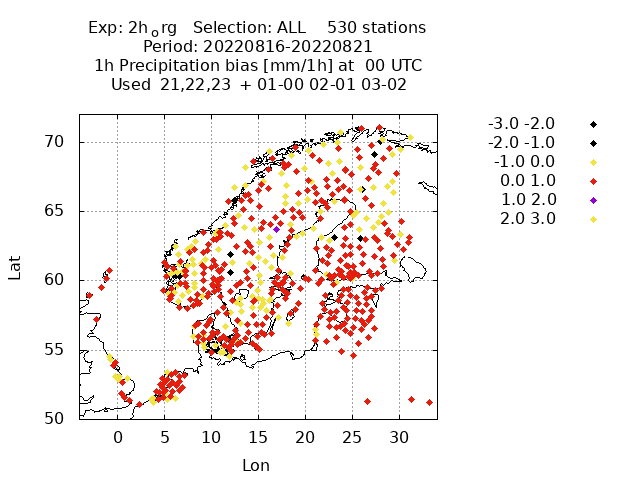 Exp: 2h_org Selection: ALL 530 stations
Period: 20220816-20220821
1h Precipitation bias [mm/1h] at 00 UTC
Used 21,22,23 + 01-00 02-01 03-02
70
65
60
55
50
0 5 10 15 20 25 30
Lat
Lon
-3.0 -2.0
-2.0 -1.0
-1.0 0.0
0.0 1.0
1.0 2.0
2.0 3.0